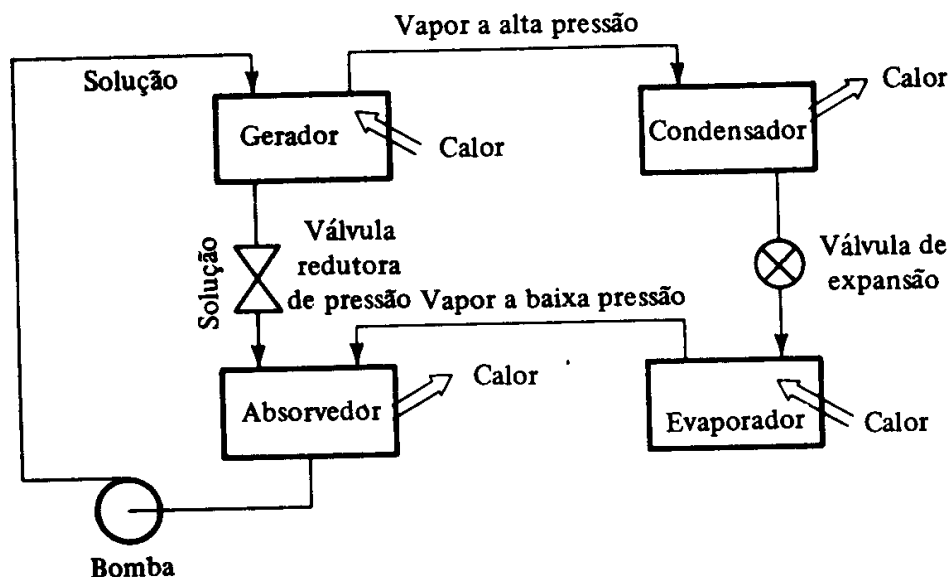 Vapor a alta pressão
Solução
Calor
Gerador
Calor
Condensador
Solução
Válvula
redutora
de pressão
Válvula de
expansão
Vapor a baixa pressão
Calor
Absorvedor
Evaporador
Calor
Bomba